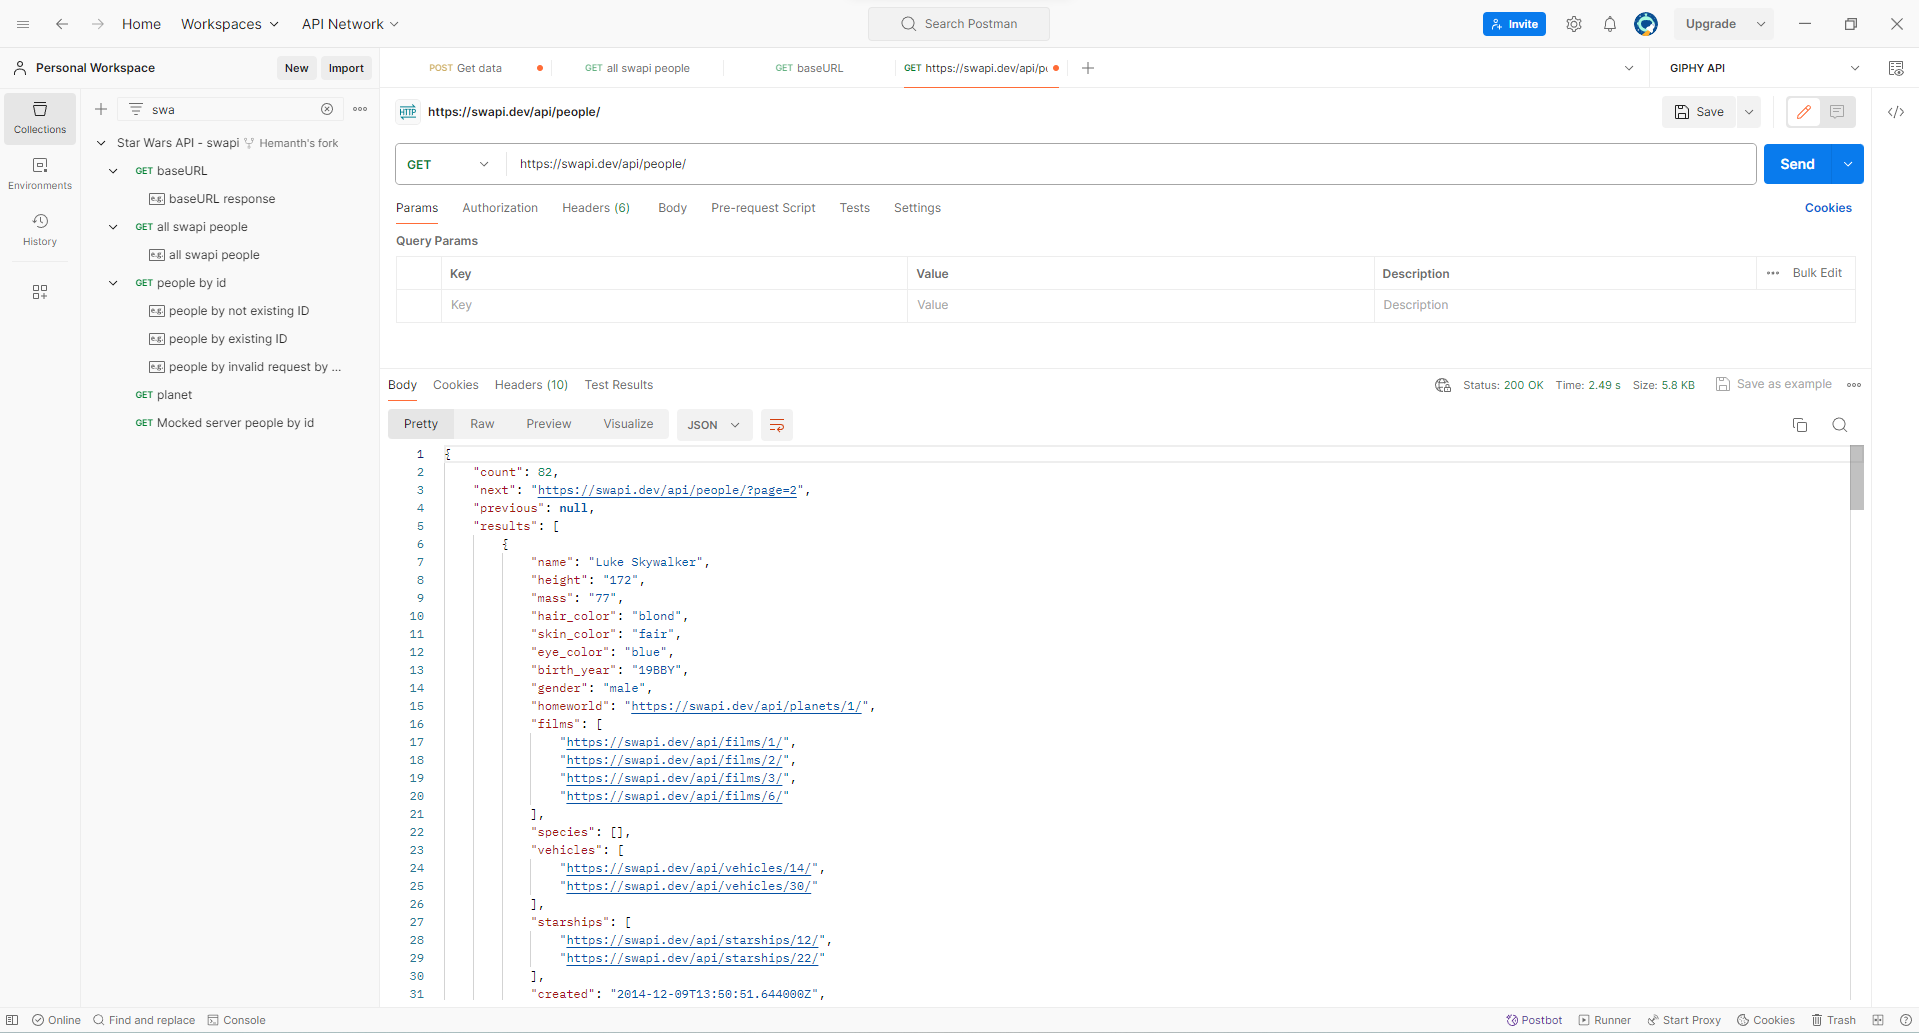 Home Workspaces API Network Search Postman Invite Upgrade
Personal Workspace New Import POST Get data GET all swapi people GET baseURL GET https://swapi.dev/api/p GIPHY API
swa
HTTP https://swapi.dev/api/people/ Save
Collections
Environments
History
Star Wars API - swapi Hemanth's fork
GET baseURL
e.g. baseURL response
GET all swapi people
e.g. all swapi people
GET people by id
e.g. people by not existing ID
e.g. people by existing ID
e.g. people by invalid request by ...
GET planet
GET Mocked server people by id
GET https://swapi.dev/api/people/ Send
Params Authorization Headers (6) Body Pre-request Script Tests Settings Cookies
Query Params
Key Value Description Bulk Edit
Key Value Description
Body Cookies Headers (10) Test Results Status: 200 OK Time: 2.49 s Size: 5.8 KB Save as example
Pretty Raw Preview Visualize JSON
1 {
2 "count": 82,
3 "next": "https://swapi.dev/api/people/?page=2",
4 "previous": null,
5 "results": [
6 {
7 "name": "Luke Skywalker",
8 "height": "172",
9 "mass": "77",
10 "hair_color": "blond",
11 "skin_color": "fair",
12 "eye_color": "blue",
13 "birth_year": "19BBY",
14 "gender": "male",
15 "homeworld": "https://swapi.dev/api/planets/1/",
16 "films": [
17 "https://swapi.dev/api/films/1/",
18 "https://swapi.dev/api/films/2/",
19 "https://swapi.dev/api/films/3/",
20 "https://swapi.dev/api/films/6/"
21 ],
22 "species": [],
23 "vehicles": [
24 "https://swapi.dev/api/vehicles/14/",
25 "https://swapi.dev/api/vehicles/30/"
26 ],
27 "starships": [
28 "https://swapi.dev/api/starships/12/",
29 "https://swapi.dev/api/starships/22/"
30 ],
31 "created": "2014-12-09T13:50:51.644000Z",
Online Find and replace Console Postbot Runner Start Proxy Cookies Trash